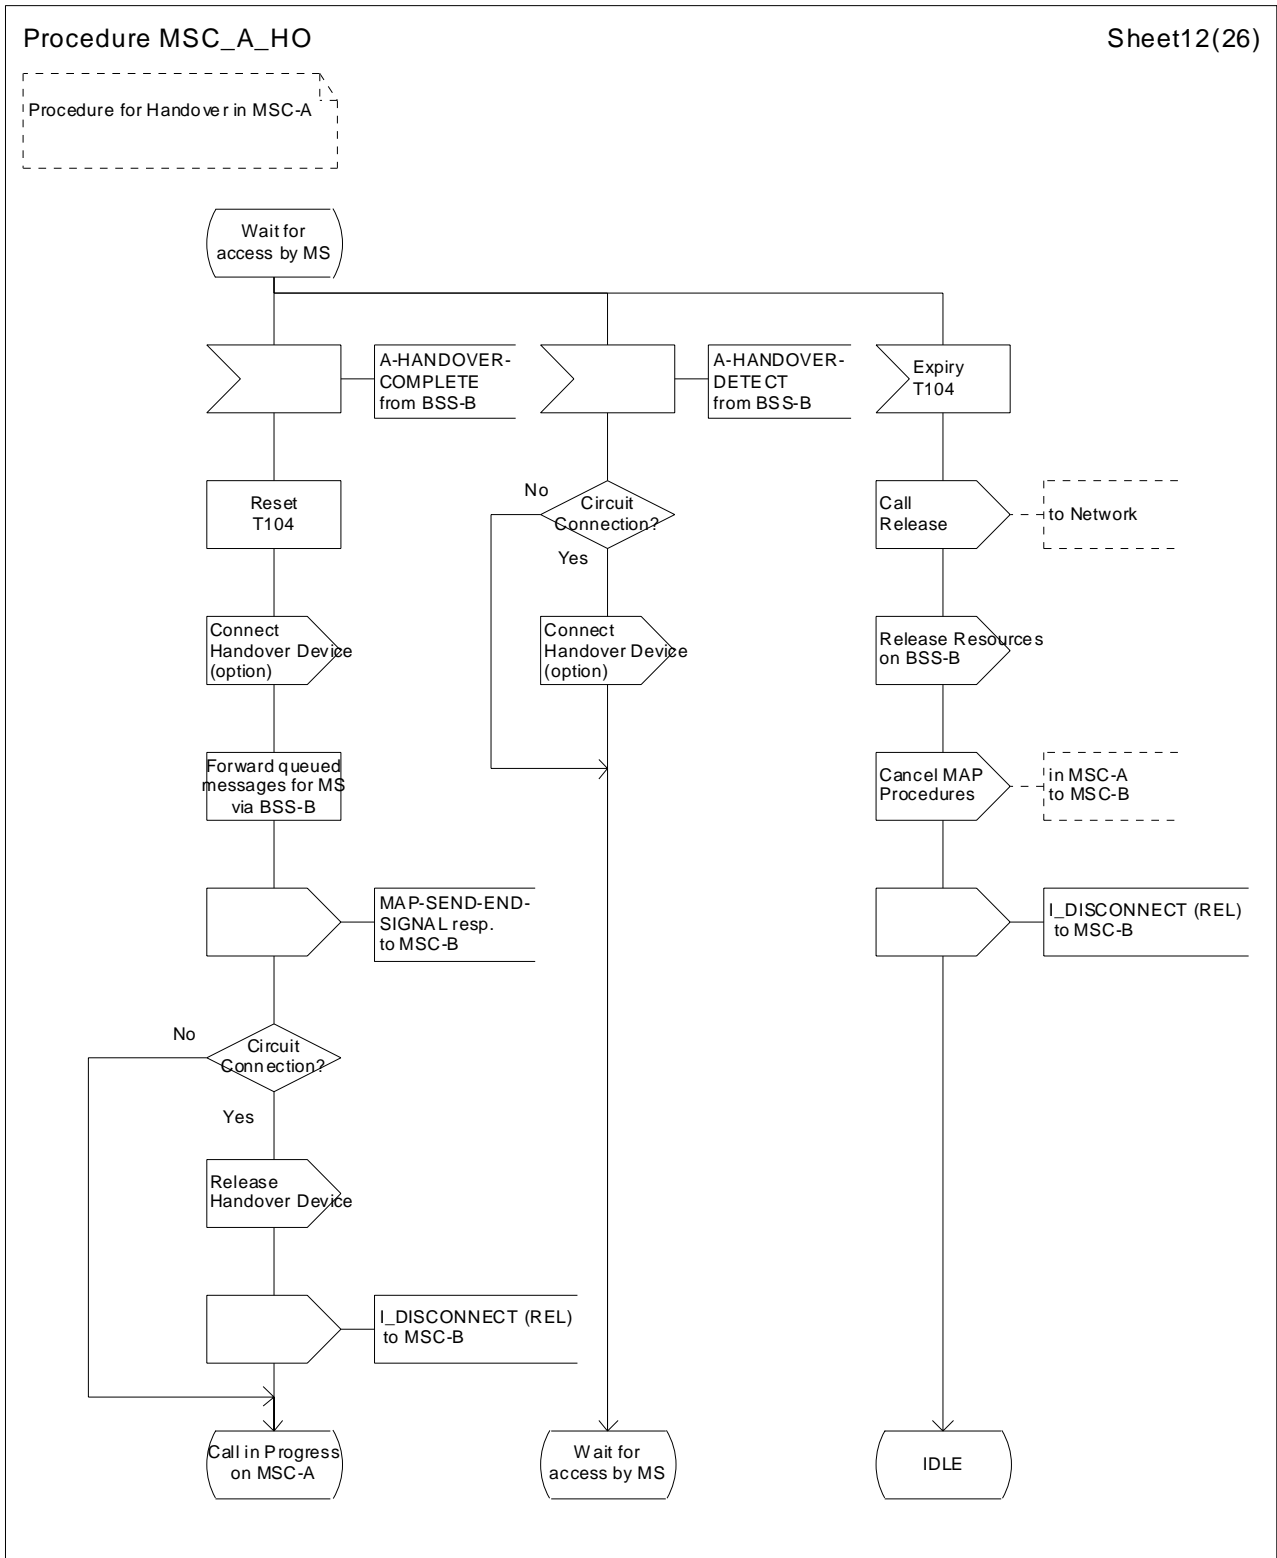 Procedure MSC_A_HO
Sheet12(26)
Procedure for Handover in MSC-A
Wait for
access by MS
A-HANDOVER-
COMPLETE
from BSS-B
A-HANDOVER-
DETECT
from BSS-B
Expiry
T104
Reset
T104
No
Circuit
Connection?
Yes
Call
Release
to Network
Connect
Handover Device
(option)
Connect
Handover Device
(option)
Release Resources
on BSS-B
Forward queued
messages for MS
via BSS-B
Cancel MAP
Procedures
in MSC-A
to MSC-B
MAP-SEND-END-
SIGNAL resp.
to MSC-B
I_DISCONNECT (REL)
to MSC-B
No
Circuit
Connection?
Yes
Release
Handover Device
I_DISCONNECT (REL)
to MSC-B
Call in Progress
on MSC-A
Wait for
access by MS
IDLE